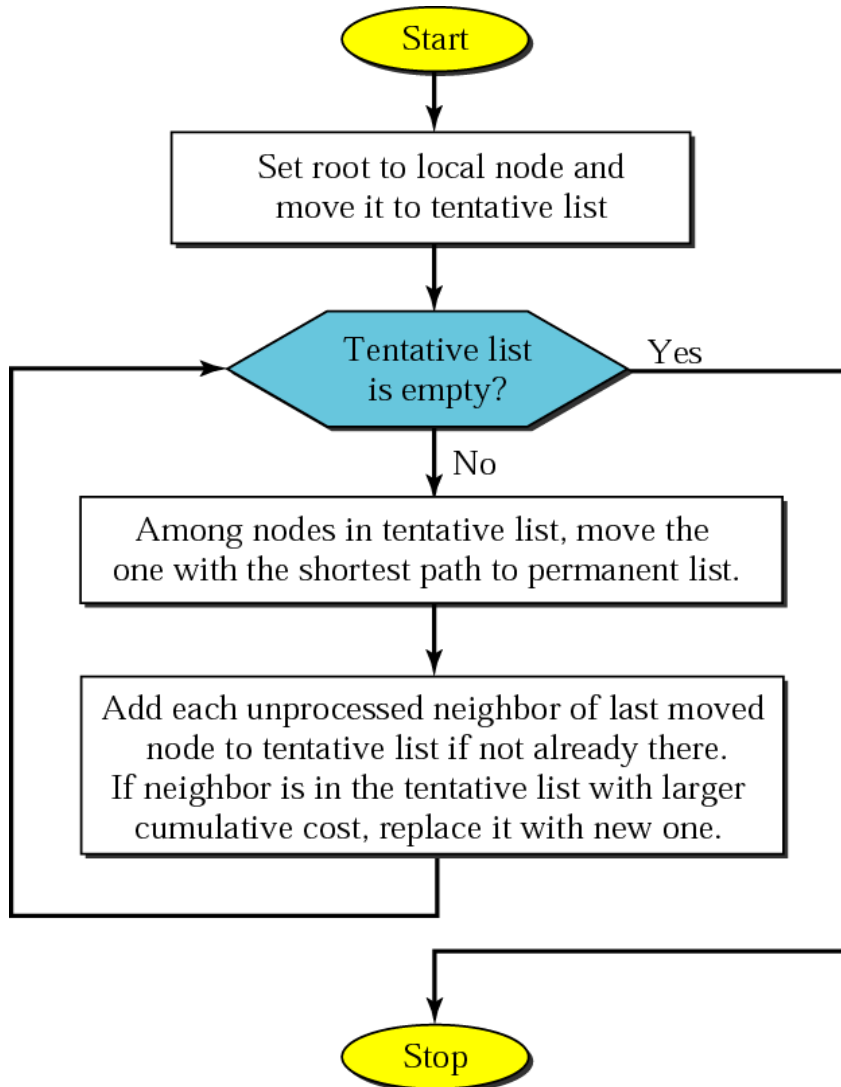 Start
Set root to local node and
move it to tentative list
Tentative list
is empty?
Yes
No
Among nodes in tentative list, move the
one with the shortest path to permanent list.
Add each unprocessed neighbor of last moved
node to tentative list if not already there.
If neighbor is in the tentative list with larger
cumulative cost, replace it with new one.
Stop